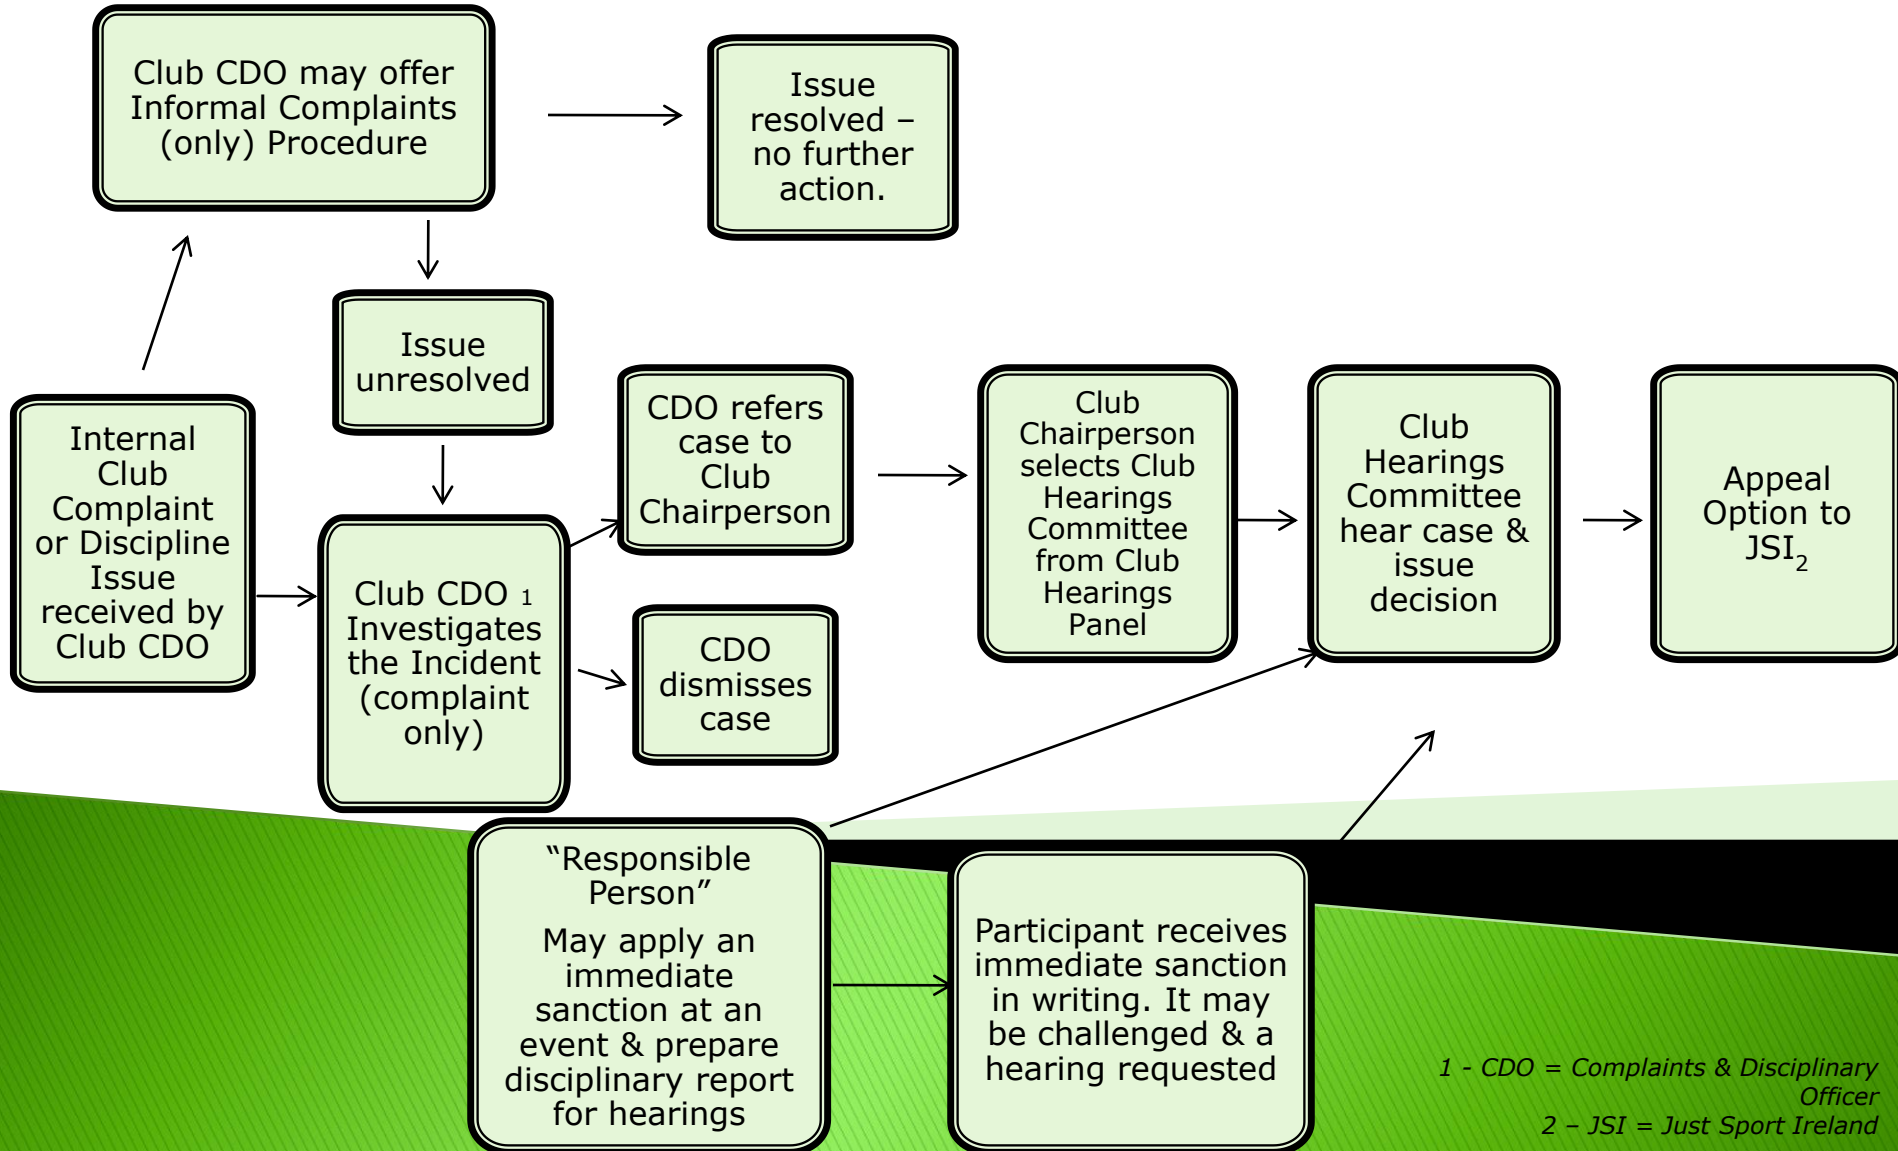 Club CDO may offer
Informal Complaints
(only) Procedure
Issue
resolved –
no further
action.
Issue
unresolved
Internal
Club
Complaint
or Discipline
Issue
received by
Club CDO
Club CDO 1
Investigates
the Incident
(complaint
only)
CDO refers
case to
Club
Chairperson
CDO
dismisses
case
Club
Chairperson
selects Club
Hearings
Committee
from Club
Hearings
Panel
Club
Hearings
Committee
hear case &
issue
decision
Appeal
Option to
JSI2
“Responsible
Person”
May apply an
immediate
sanction at an
event & prepare
disciplinary report
for hearings
Participant receives
immediate sanction
in writing. It may
be challenged & a
hearing requested
1 - CDO = Complaints & Disciplinary
Officer
2 – JSI = Just Sport Ireland